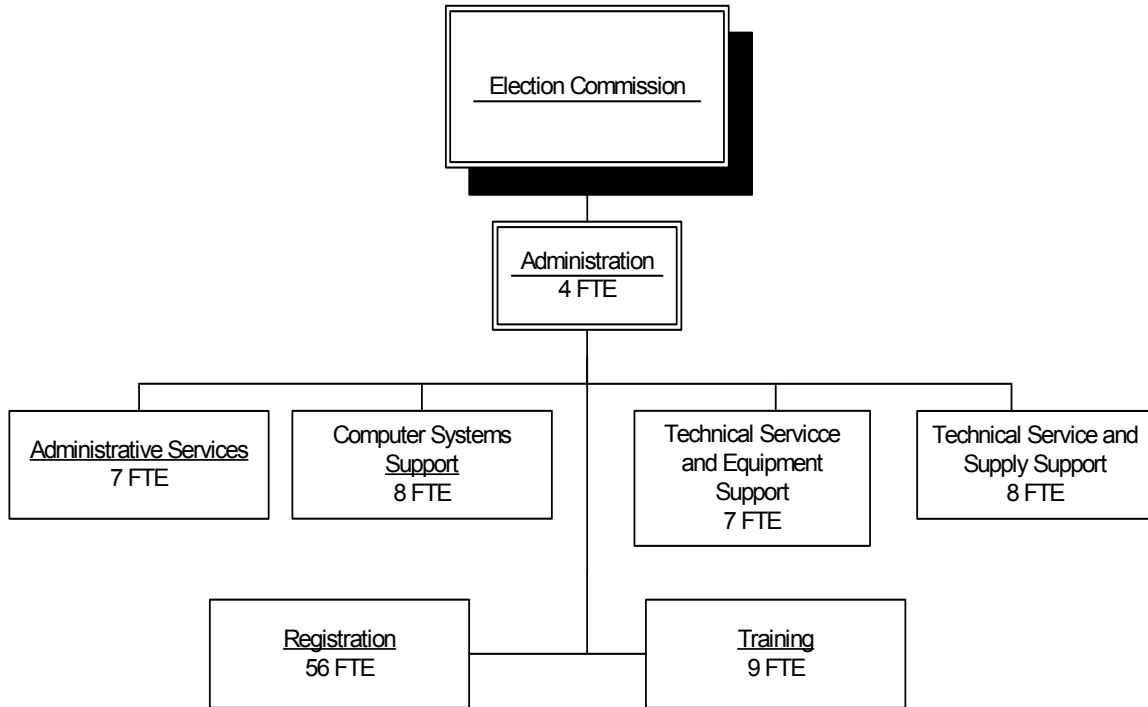 Election Commission
Administration
4 FTE
Administrative Services
7 FTE
Computer Systems
Support
8 FTE
Technical Servicce
and Equipment
Support
7 FTE
Technical Service and
Supply Support
8 FTE
Registration
56 FTE
Training
9 FTE